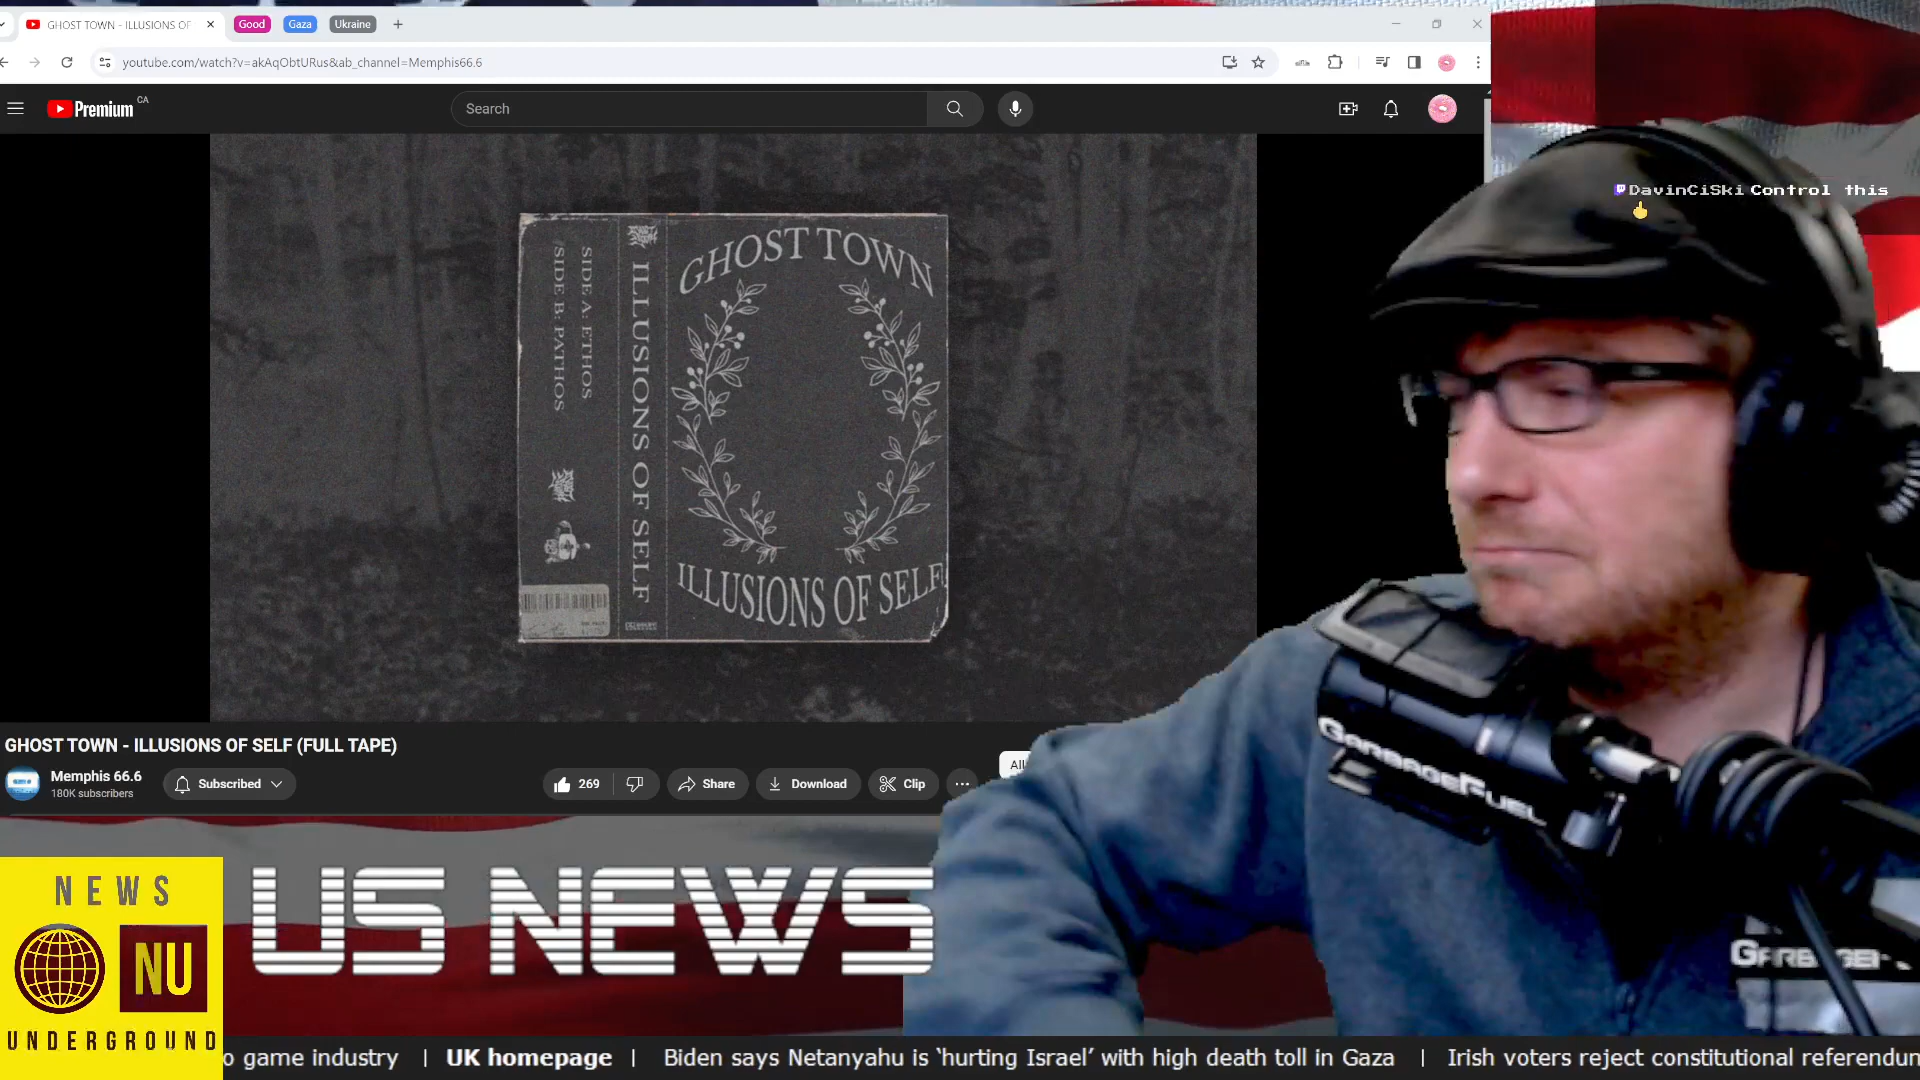 GHOST TOWN - ILLUSIONS OF
Good
Gaza
Ukraine
youtube.com/watch?v=akAqObtURus&ab_channel=Memphis66.6
Premium CA
Search
DavinCiSki Control this
GHOST TOWN
SIDE A: ETHOS
SIDE B: PATHOS
ILLUSIONS OF SELF
ILLUSIONS OF SELF
GHOST TOWN - ILLUSIONS OF SELF (FULL TAPE)
Memphis 66.6
180K subscribers
Subscribed
269
Share
Download
Clip
All
GARBAGEFUEL
NEWS
NU
UNDERGROUND
US NEWS
o game industry | UK homepage | Biden says Netanyahu is ‘hurting Israel’ with high death toll in Gaza | Irish voters reject constitutional referendum